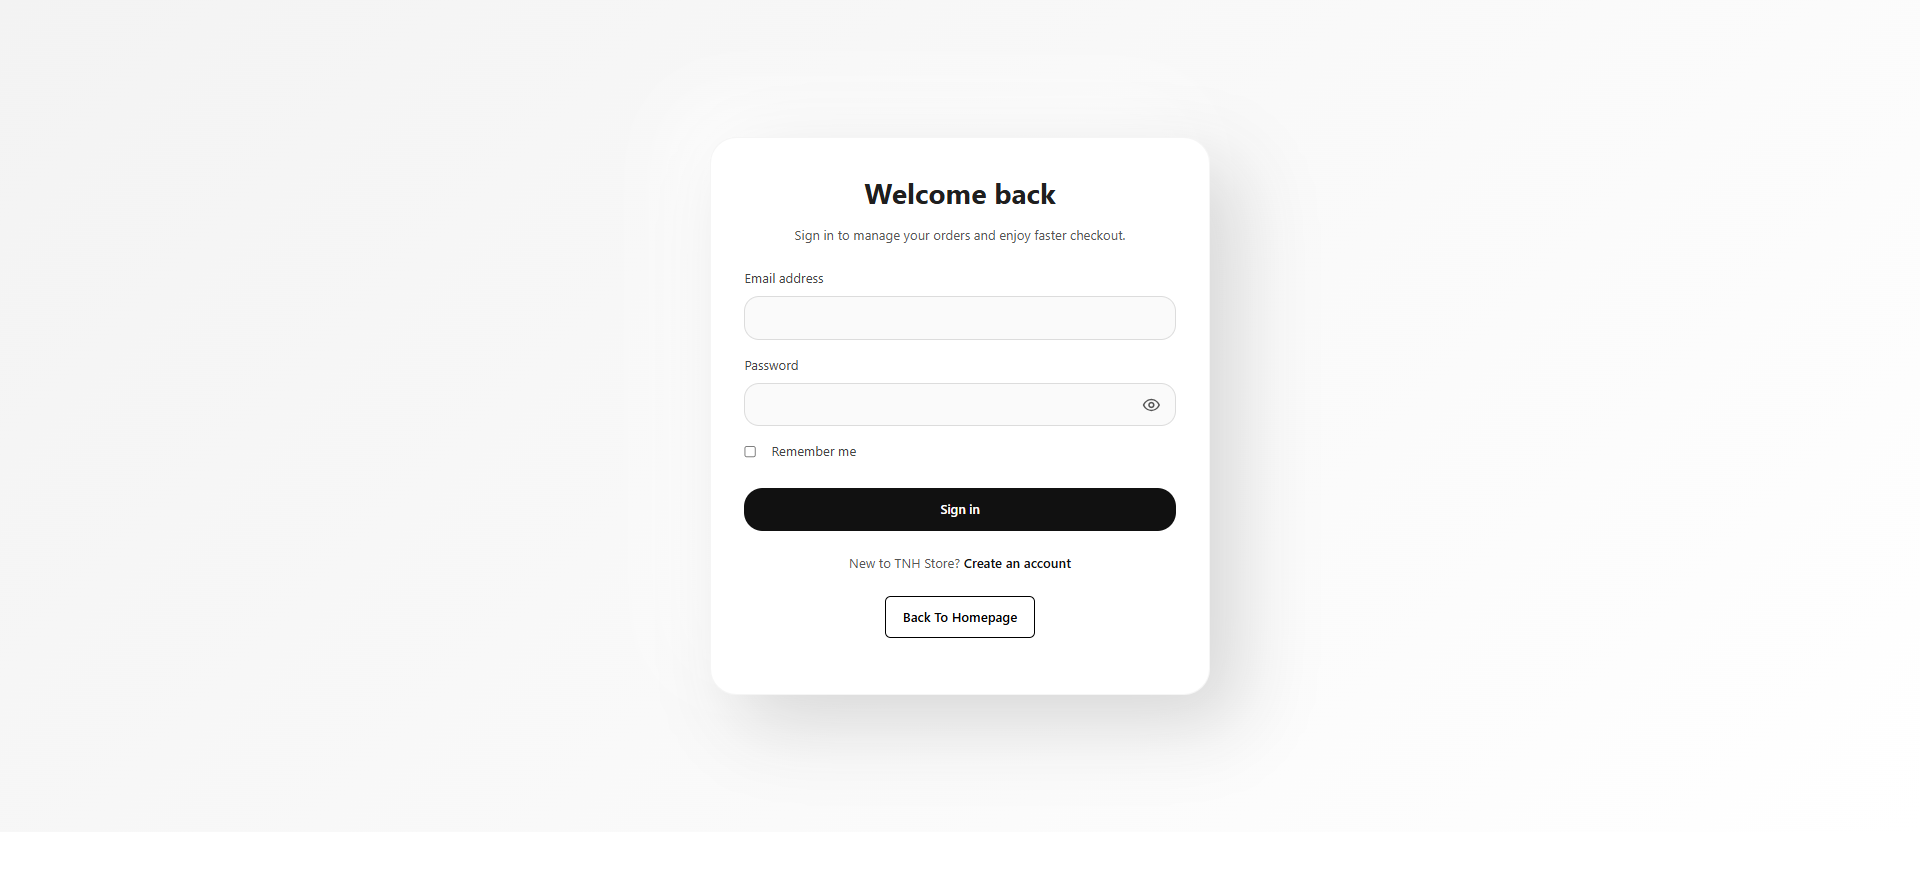 Welcome back
Sign in to manage your orders and enjoy faster checkout.
Email address
Password
Remember me
Sign in
New to TNH Store? Create an account
Back To Homepage